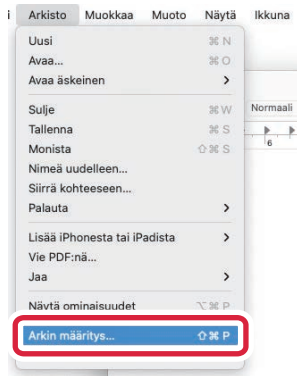 Arkisto Muokkaa Muoto Näytä Ikkuna
Uusi ⌘ N
Avaa... ⌘ O
Avaa äskeinen >
Normaali
Sulje ⌘ W
Tallenna ⌘ S
6
Monista ⇧ ⌘ S
Nimeä uudelleen...
Siirrä kohteeseen...
Palauta >
Lisää iPhonesta tai iPadista >
Vie PDF:nä...
Jaa >
Näytä ominaisuudet ⌥ ⌘ P
Arkin määritys... ⇧ ⌘ P